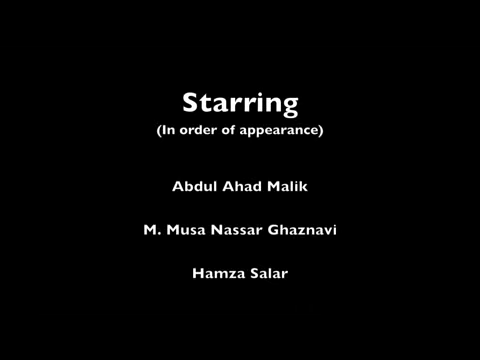 Starring
(In order of appearance)
Abdul Ahad Malik
M. Musa Nassar Ghaznavi
Hamza Salar